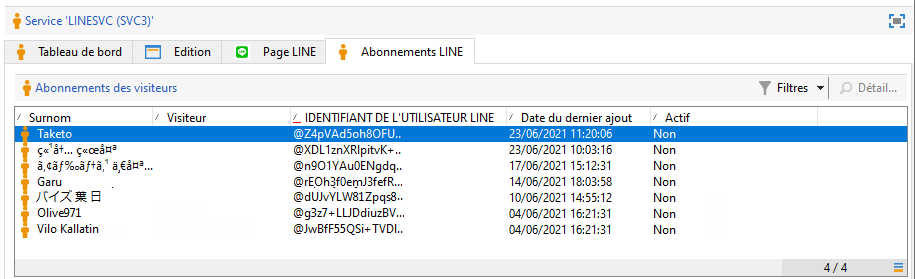 Service 'LINESVC (SVC3)'
Tableau de bord Edition Page LINE Abonnements LINE
Abonnements des visiteurs Filtres Détail...
Surnom Visiteur IDENTIFIANT DE L'UTILISATEUR LINE Date du dernier ajout Actif
Taketo @Z4pVAd5oh8OFU.. 23/06/2021 11:20:06 Non
@XDL1znXRlpitvK+.. 23/06/2021 10:03:16 Non
@n9O1YAu0ENgdq.. 17/06/2021 15:12:31 Non
Garu @rEOh3f0emJ3fefR... 14/06/2021 18:03:58 Non
バイズ 葉 日 @dUJvYLW81Zpqs8.. 10/06/2021 14:55:12 Non
Olive971 @g3z7+LLJDdiuzBV... 04/06/2021 16:21:31 Non
Vilo Kallatin @JwBfF55QSi+TVDI.. 04/06/2021 16:21:31 Non
4 / 4